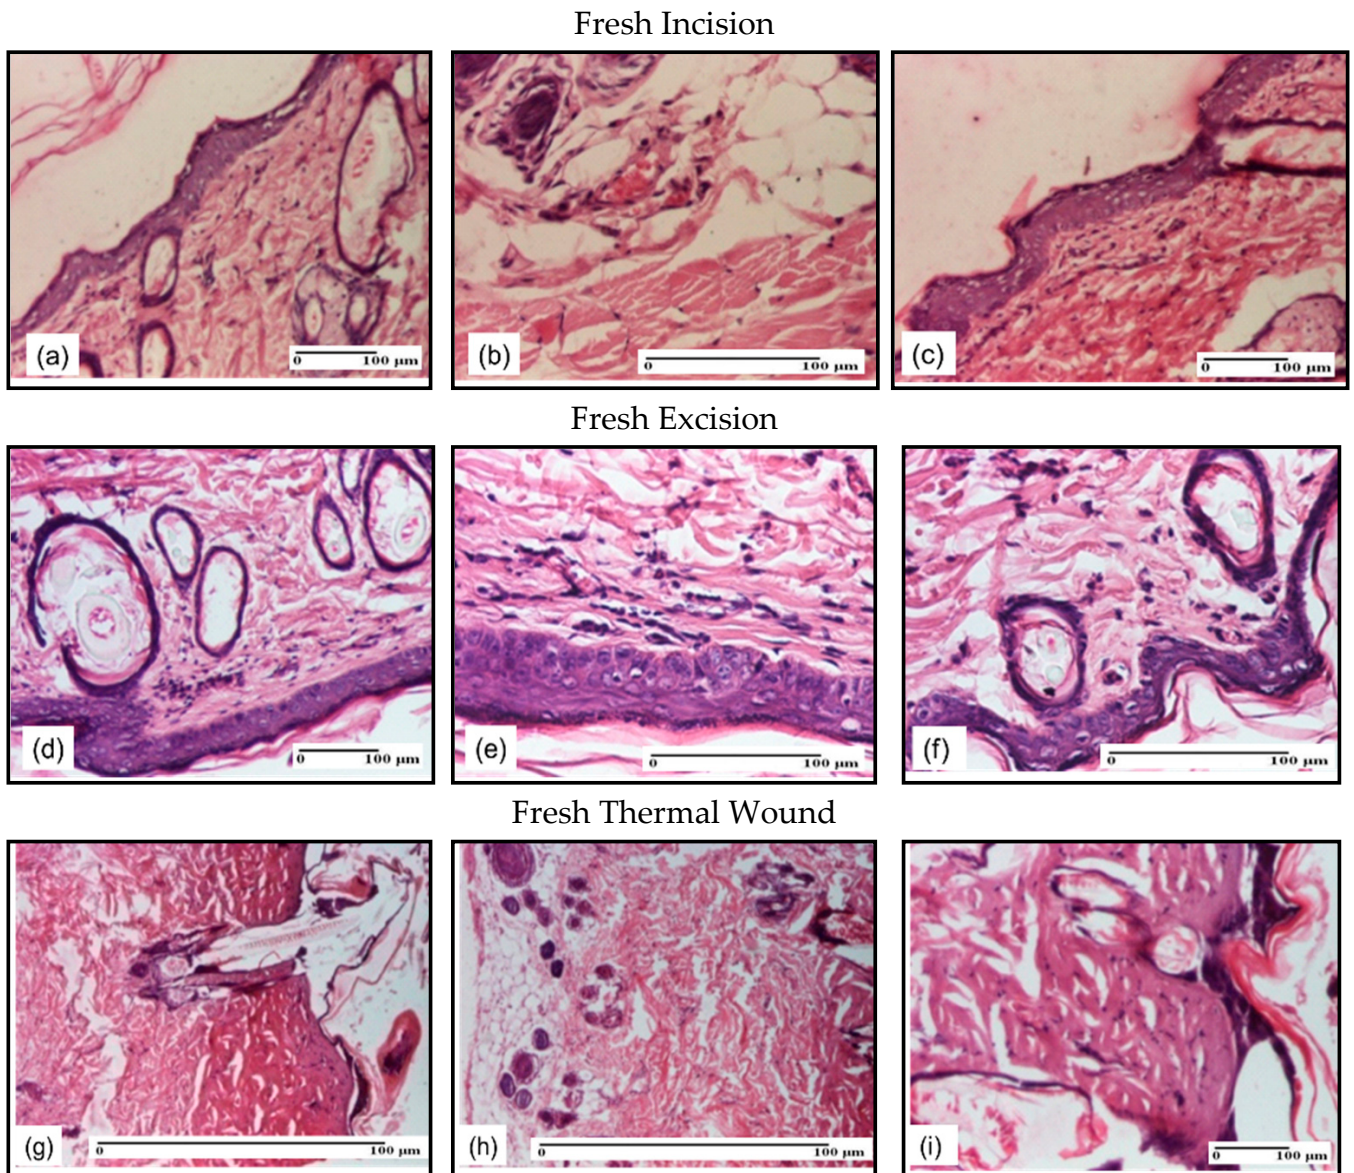 Fresh Incision
(a)
0 100 μm
(b)
0 100 μm
(c)
0 100 μm
Fresh Excision
(d)
0 100 μm
(e)
0 100 μm
(f)
0 100 μm
Fresh Thermal Wound
(g)
0 100 μm
(h)
0 100 μm
(i)
0 100 μm